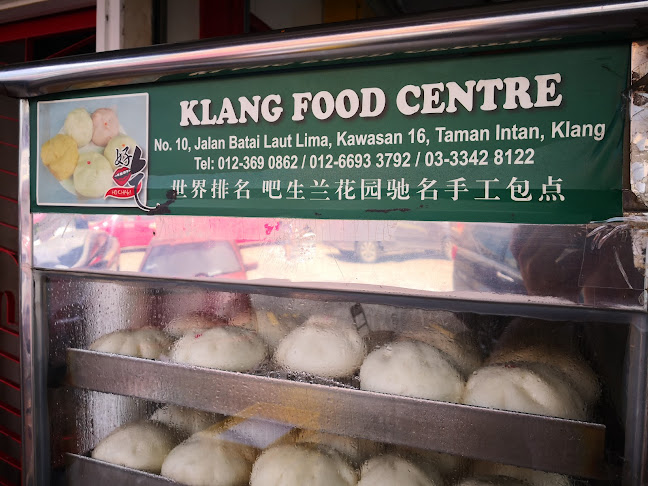 KLANG FOOD CENTRE
No. 10, Jalan Batai Laut Lima, Kawasan 16, Taman Intan, Klang
Tel: 012-369 0862 / 012-6693 3792 / 03-3342 8122
世界排名 吧生兰花园驰名手工包点
好